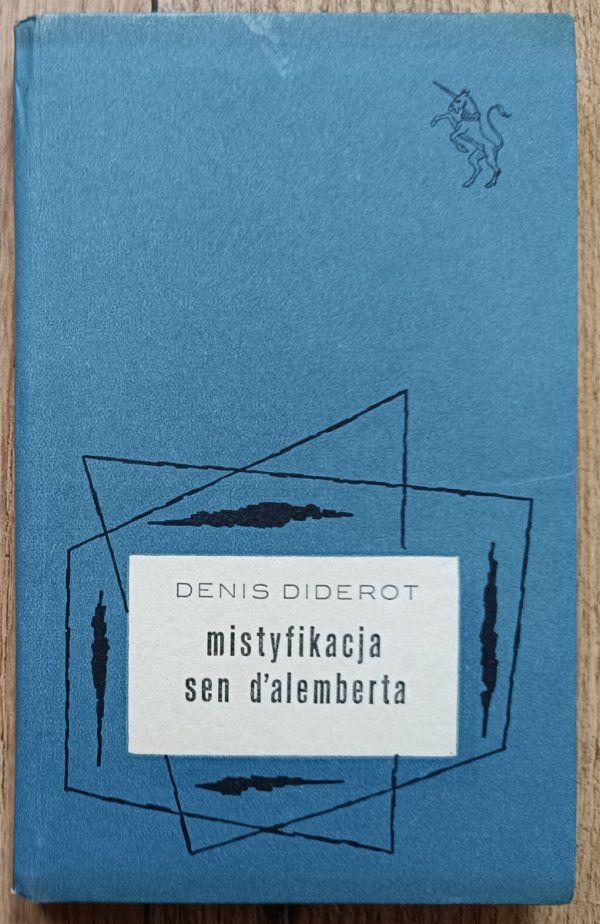 DENIS DIDEROT
mistyfikacja
sen d'alemberta